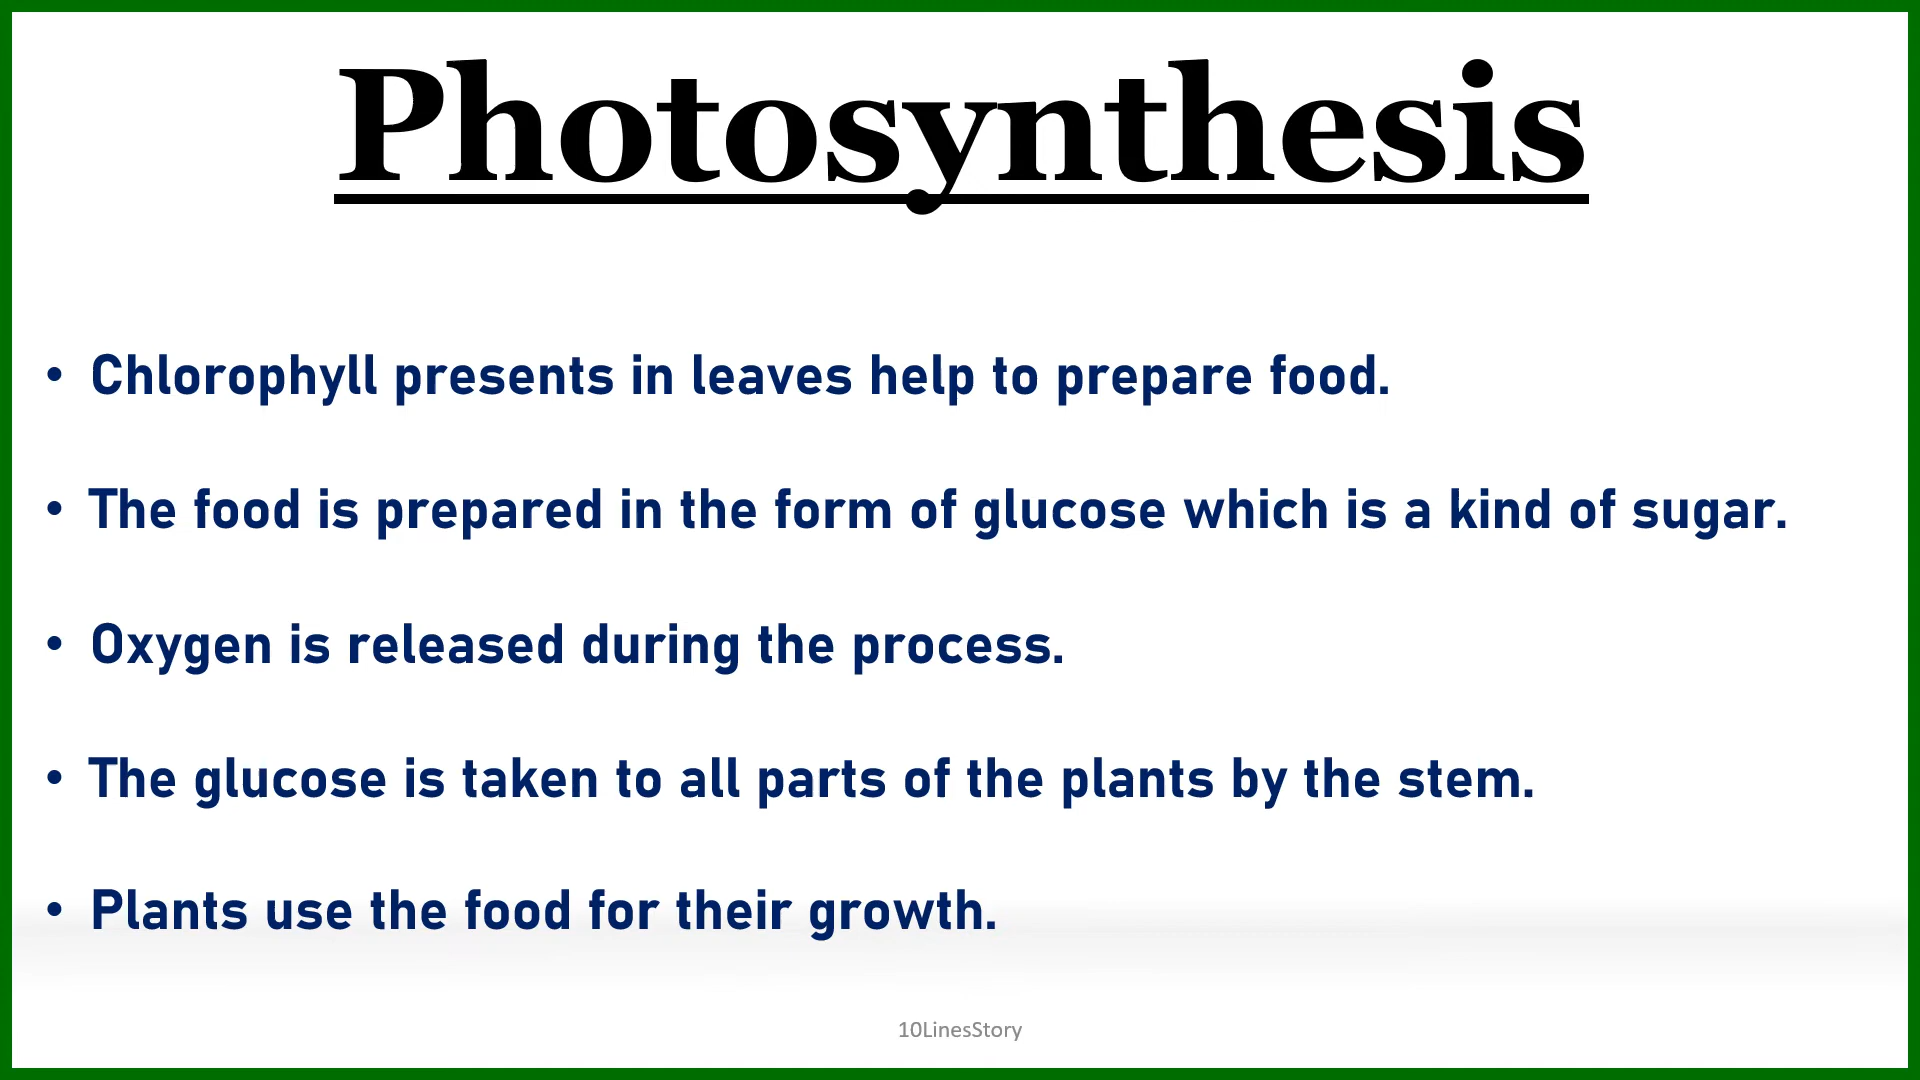 Photosynthesis
• Chlorophyll presents in leaves help to prepare food.
• The food is prepared in the form of glucose which is a kind of sugar.
• Oxygen is released during the process.
• The glucose is taken to all parts of the plants by the stem.
• Plants use the food for their growth.
10LinesStory